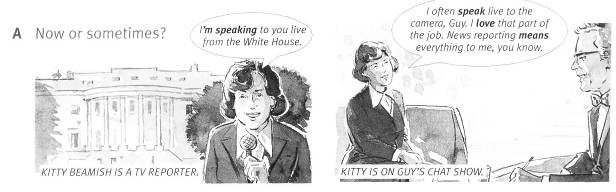 A Now or sometimes?
I'm speaking to you live
from the White House.
KITTY BEAMISH IS A TV REPORTER.
I often speak live to the
camera, Guy. I love that part of
the job. News reporting means
everything to me, you know.
KITTY IS ON GUY'S CHAT SHOW.